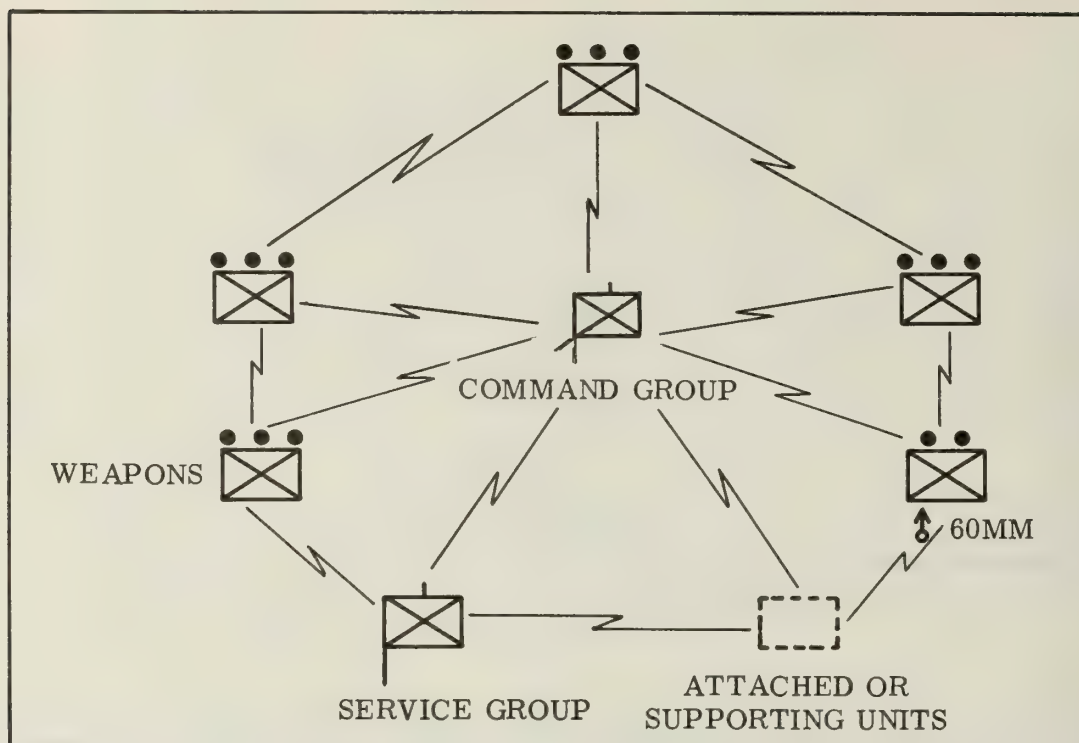 COMMAND GROUP
WEAPONS
60MM
SERVICE GROUP
ATTACHED OR
SUPPORTING UNITS